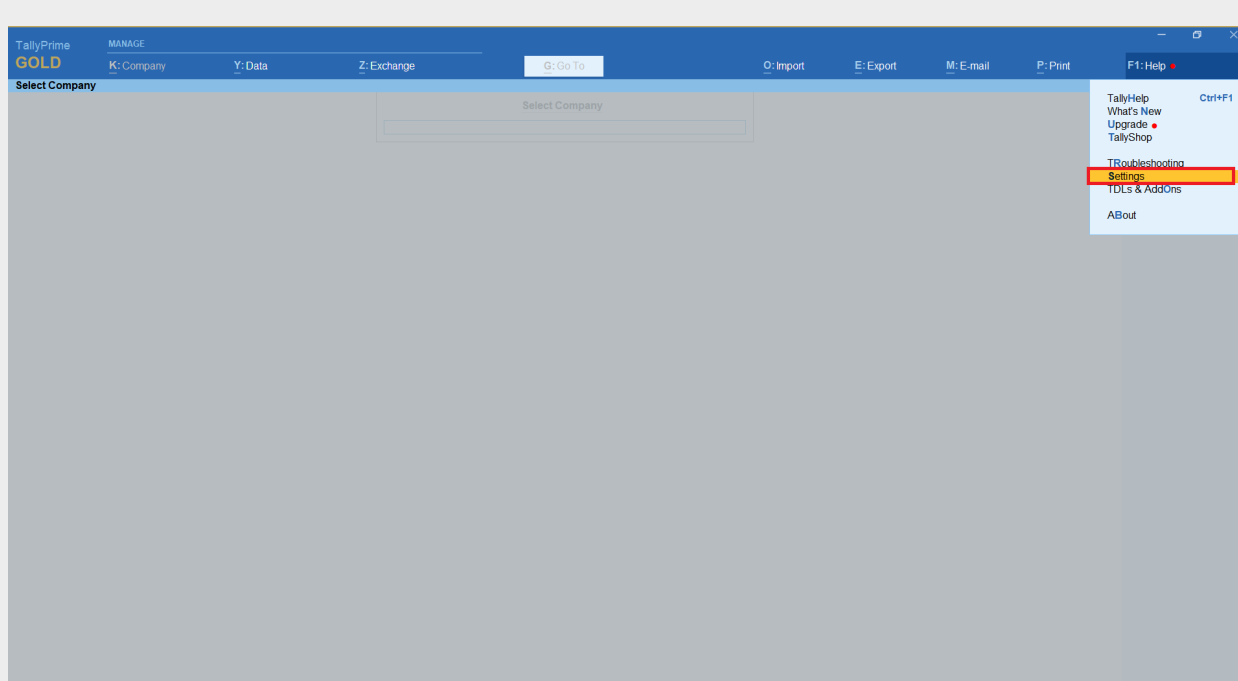 TallyPrime
GOLD
MANAGE
K: Company
Y: Data
Z: Exchange
G: Go To
O: Import
E: Export
M: E-mail
P: Print
F1: Help
Select Company
Select Company
TallyHelp Ctrl+F1
What's New
Upgrade
TallyShop
TRoubleshooting
Settings
TDLs & AddOns
ABout